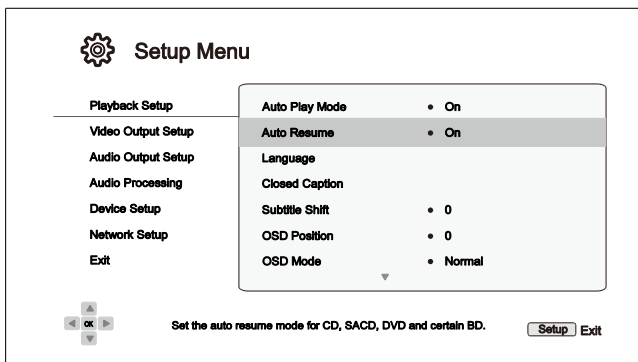 Setup Menu
Playback Setup
Video Output Setup
Audio Output Setup
Audio Processing
Device Setup
Network Setup
Exit
Auto Play Mode • On
Auto Resume • On
Language
Closed Caption
Subtitle Shift • 0
OSD Position • 0
OSD Mode • Normal
OK
Set the auto resume mode for CD, SACD, DVD and certain BD.
Setup Exit